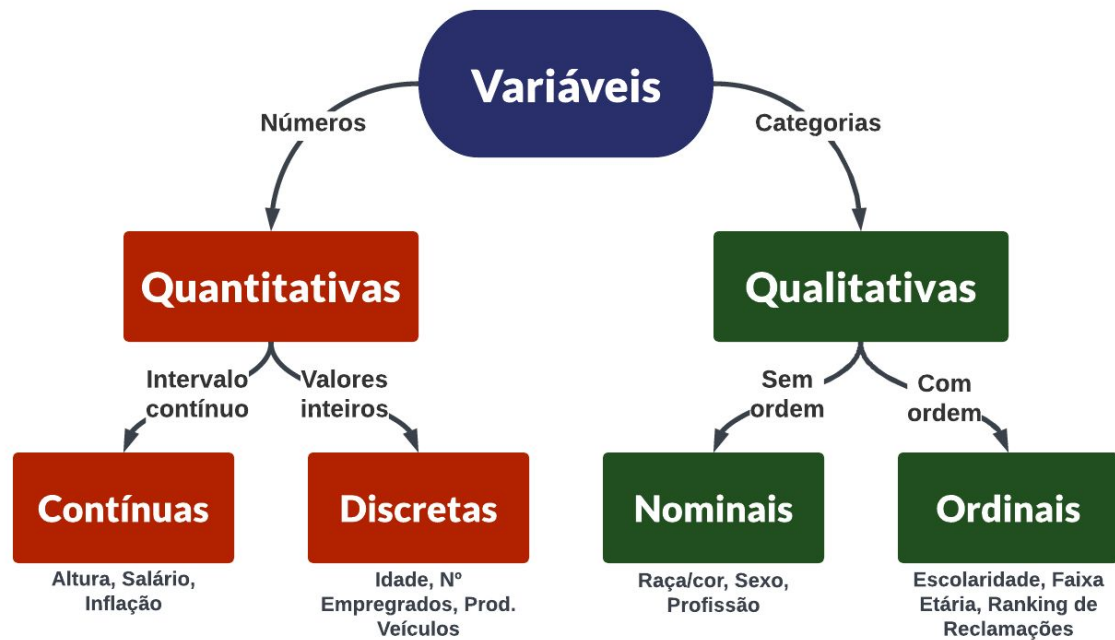 Variáveis
Números
Categorias
Quantitativas
Qualitativas
Intervalo
contínuo
Valores
inteiros
Sem
ordem
Com
ordem
Contínuas
Discretas
Nominais
Ordinais
Altura, Salário,
Inflação
Idade, Nº
Empregados, Prod.
Veículos
Raça/cor, Sexo,
Profissão
Escolaridade, Faixa
Etária, Ranking de
Reclamações